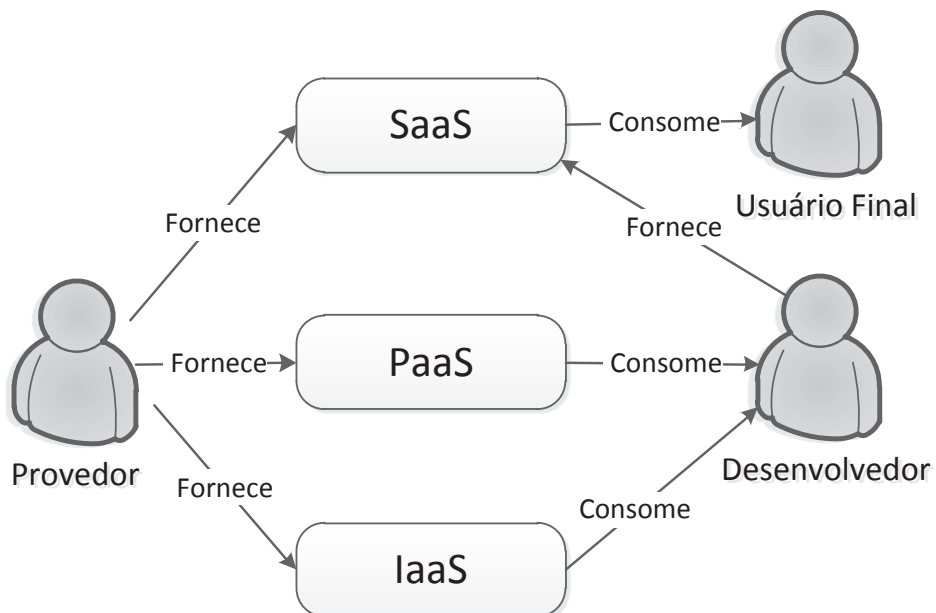 SaaS
Consome
Usuário Final
Fornece
Fornece
Provedor
Fornece
PaaS
Consome
Desenvolvedor
Fornece
IaaS
Consome